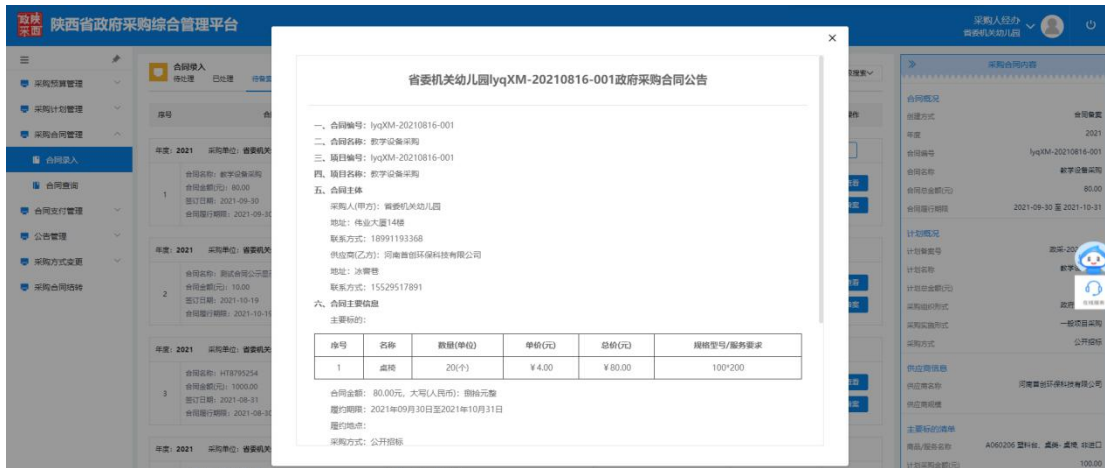 陕西省政府采购综合管理平台
采购人经办
省委机关幼儿园
采购预算管理
采购计划管理
采购合同管理
合同录入
合同查询
合同支付管理
公告管理
采购方式变更
采购合同结转
合同录入
待处理 已处理 待备案
序号
年度: 2021 采购单位: 省委机关
1
合同名称: 教学设备采购
合同金额(元): 80.00
签订日期: 2021-09-30
合同履行期限: 2021-09-30
年度: 2021 采购单位: 省委机关
2
合同金额(元): 10.00
签订日期: 2021-10-19
合同履行期限: 2021-10-19
年度: 2021 采购单位: 省委机关
3
合同名称: HT8795254
合同金额(元): 1000.00
签订日期: 2021-08-31
合同履行期限: 2021-08-30
年度: 2021 采购单位: 省委机关
省委机关幼儿园lyqXM-20210816-001政府采购合同公告
一、合同编号: lyqXM-20210816-001
二、合同名称: 教学设备采购
三、项目编号: lyqXM-20210816-001
四、项目名称: 教学设备采购
五、合同主体
采购人(甲方): 省委机关幼儿园
地址: 伟业大厦14楼
联系方式: 18991193368
供应商(乙方): 河南首创环保科技有限公司
地址: 冰窖巷
联系方式: 15529517891
六、合同主要信息
主要标的:
序号 名称 数量(单位) 单价(元) 总价(元) 规格型号/服务要求
1 桌椅 20(个) ¥4.00 ¥80.00 100*200
合同金额: 80.00元, 大写(人民币): 捌拾元整
履约期限: 2021年09月30日至2021年10月31日
履约地点:
采购方式: 公开招标
采购合同内容
合同概况
创建方式 合同备案
年度 2021
合同编号 lyqXM-20210816-001
合同名称 教学设备采购
合同总金额(元) 80.00
合同履行期限 2021-09-30 至 2021-10-31
计划概况
计划备案号
计划名称
计划总金额(元)
采购组织形式 政府
采购实施形式 一般项目采购
采购方式 公开招标
供应商信息
供应商名称 河南首创环保科技有限公司
供应商规模
主要标的清单
商品/服务名称 A060206 塑料台、桌类- 桌椅, 非进口
计划采购金额(元) 100.00
在线服务